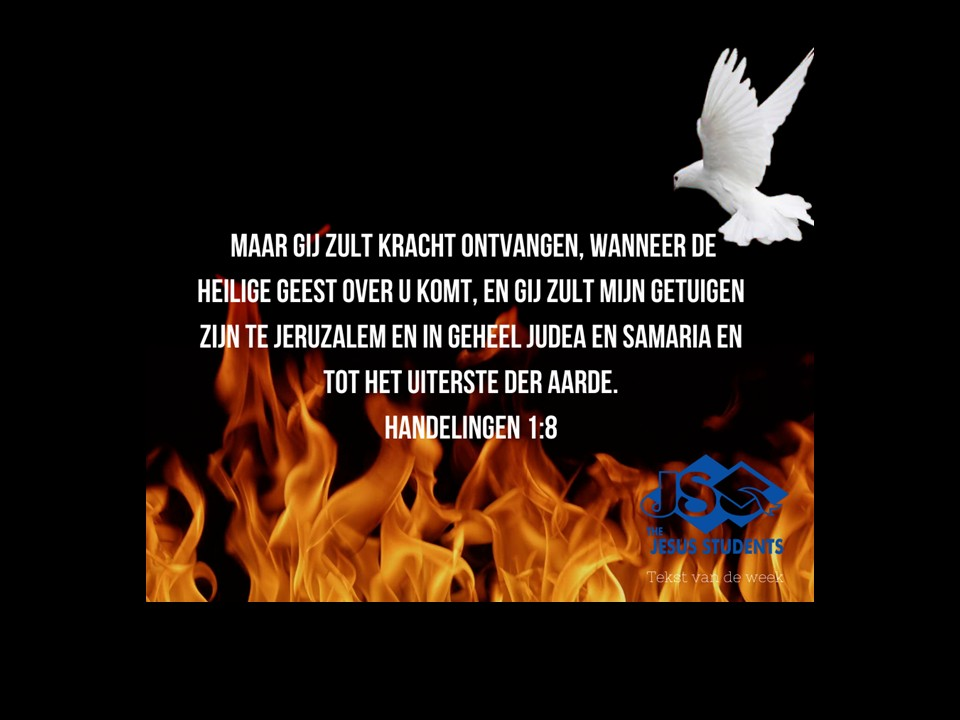 MAAR GIJ ZULT KRACHT ONTVANGEN, WANNEER DE
HEILIGE GEEST OVER U KOMT, EN GIJ ZULT MIJN GETUIGEN
ZIJN TE JERUZALEM EN IN GEHEEL JUDEA EN SAMARIA EN
TOT HET UITERSTE DER AARDE.
HANDELINGEN 1:8
JS
THE
JESUS STUDENTS
Tekst van de week